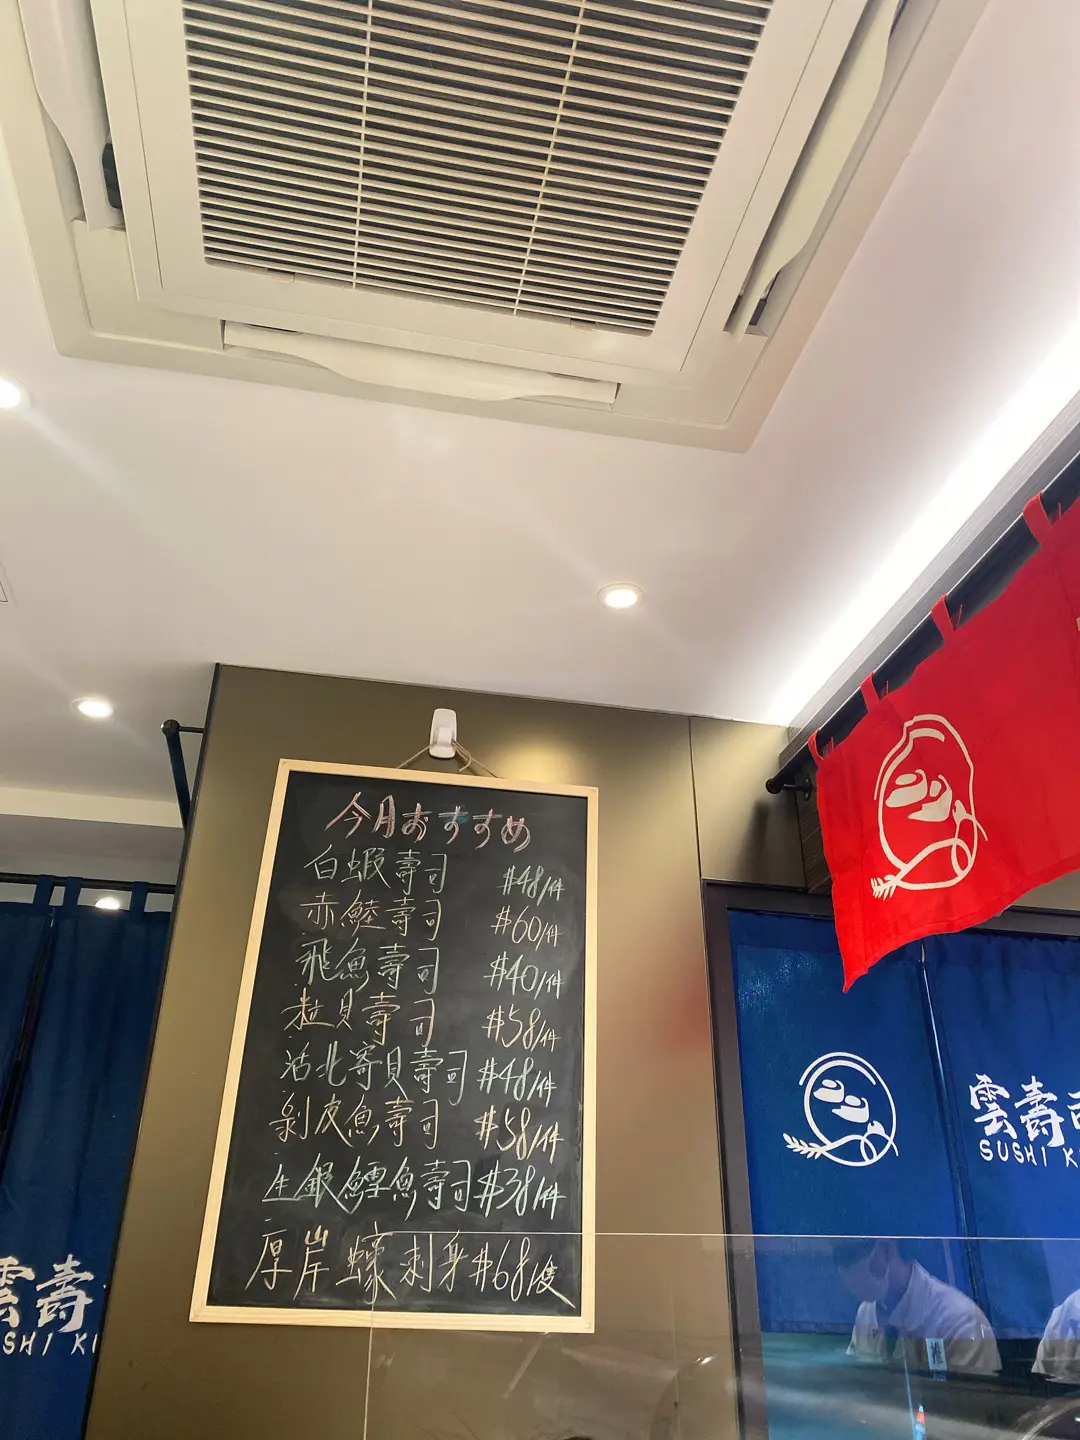 今月おすすめ
白蝦壽司 $48/件
赤鯥壽司 $60/件
飛魚壽司 $40/件
粒貝壽司 $58/件
活北寄貝壽司 $48/件
剝皮魚壽司 $58/件
生銀鱈魚壽司 $38/件
厚岸蠔刺身 $68/隻
雲壽
SUSHI K
雲壽
SHI KI